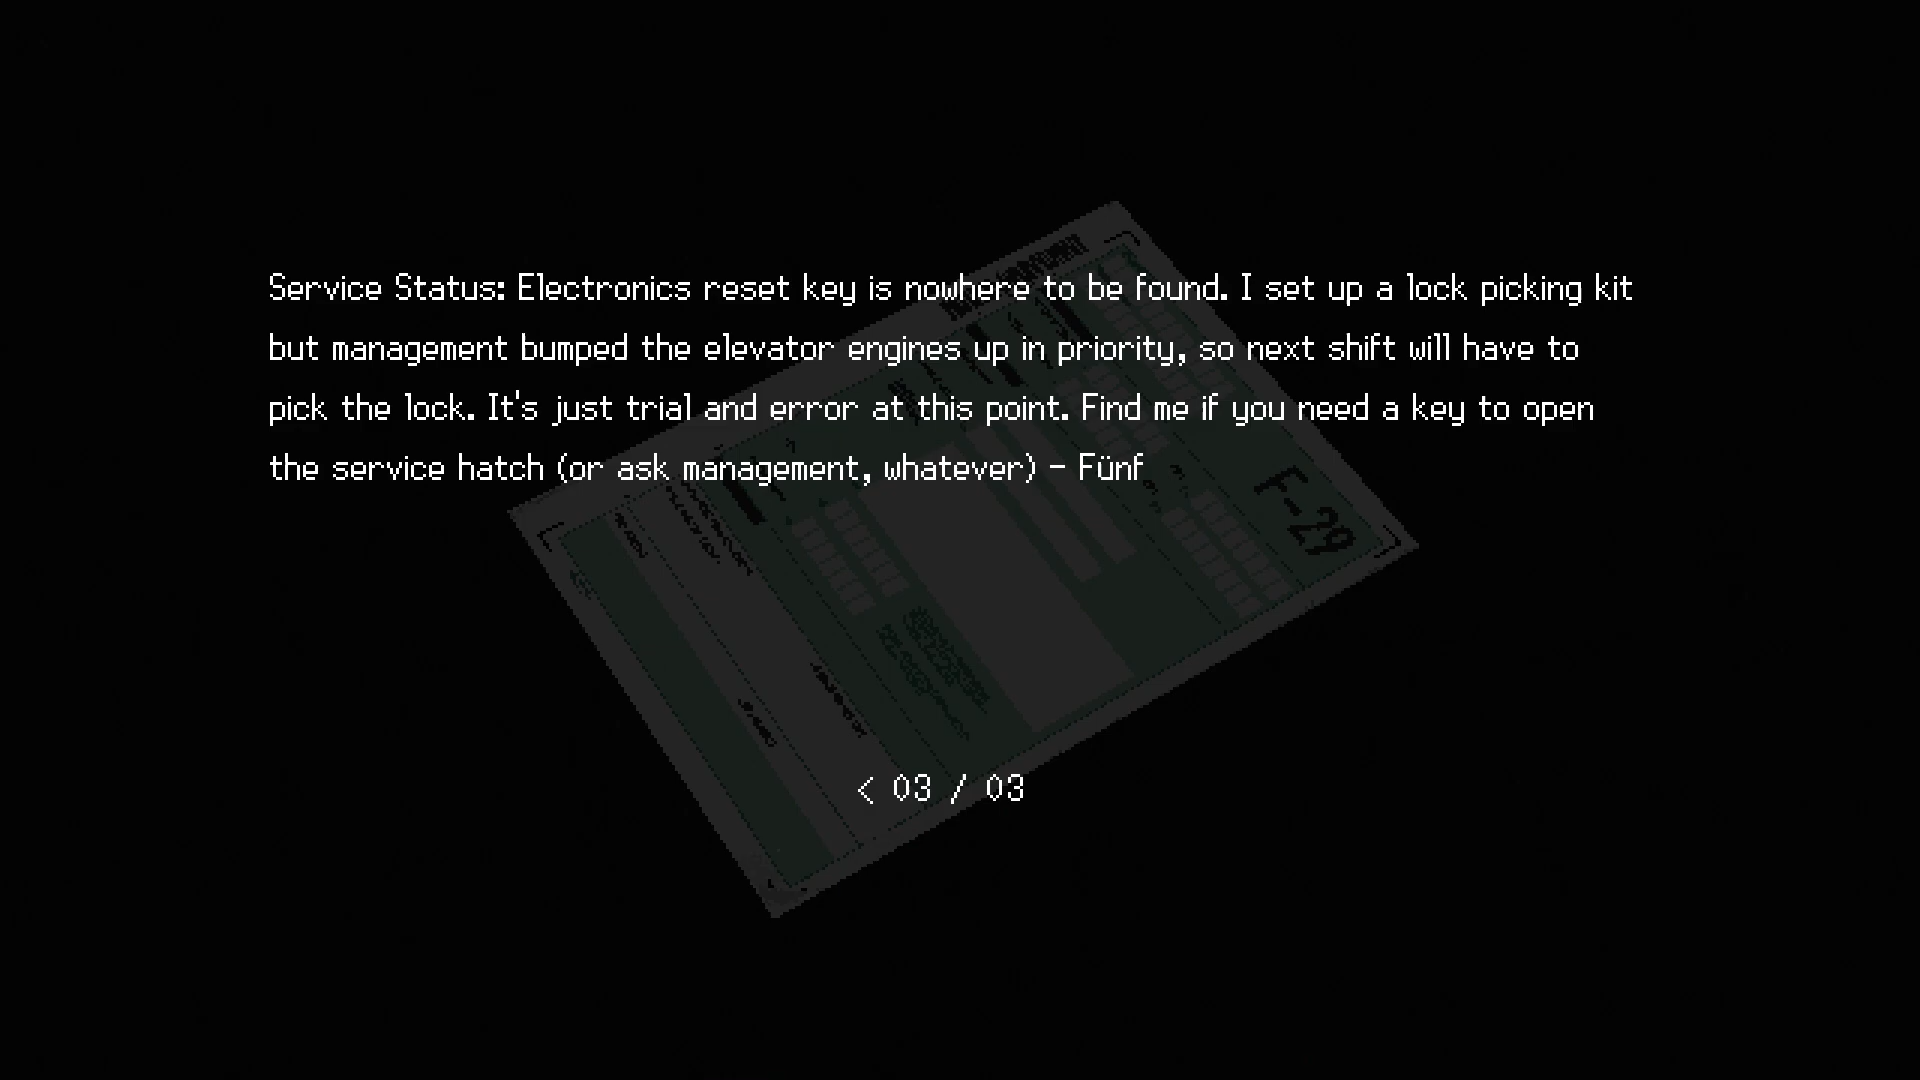 Service Status: Electronics reset key is nowhere to be found. I set up a lock picking kit
but management bumped the elevator engines up in priority, so next shift will have to
pick the lock. It's just trial and error at this point. Find me if you need a key to open
the service hatch (or ask management, whatever) - Fünf
F-29
< 03 / 03